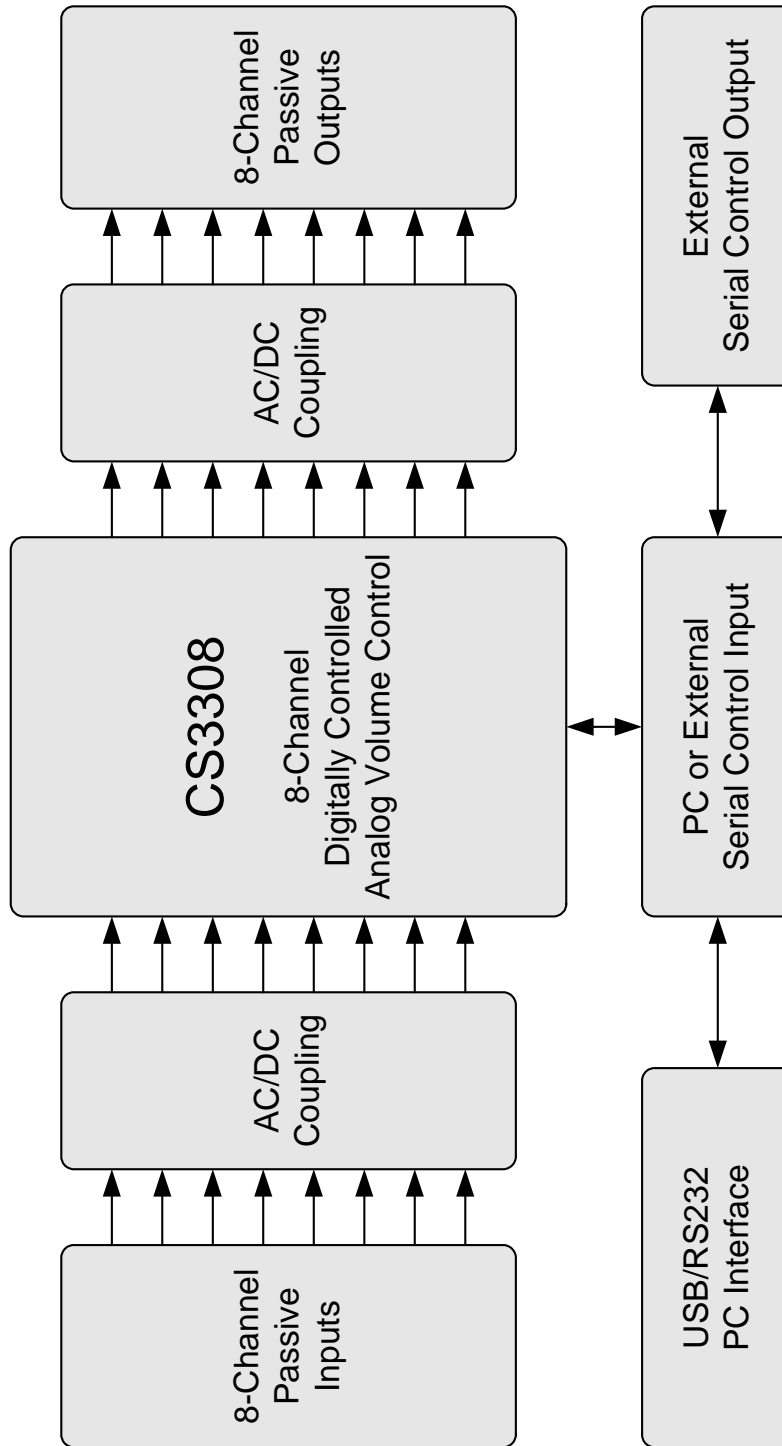 8-Channel
Passive
Inputs
AC/DC
Coupling
CS3308
8-Channel
Digitally Controlled
Analog Volume Control
AC/DC
Coupling
8-Channel
Passive
Outputs
USB/RS232
PC Interface
PC or External
Serial Control Input
External
Serial Control Output